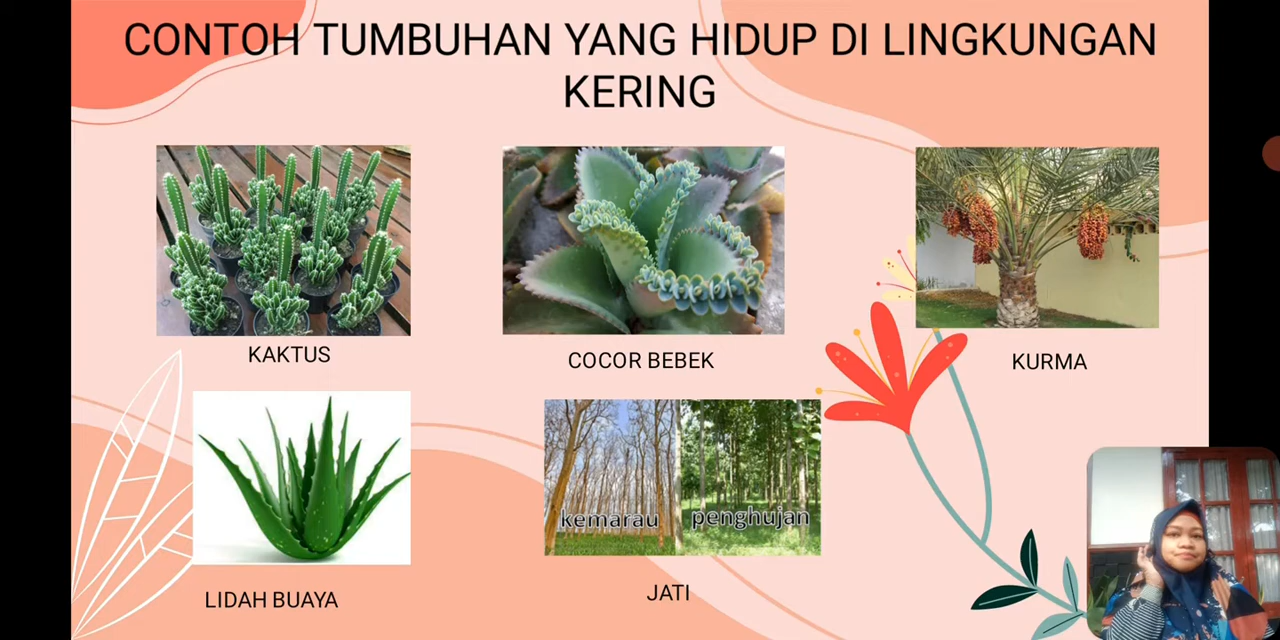 CONTOH TUMBUHAN YANG HIDUP DI LINGKUNGAN
KERING
KAKTUS
COCOR BEBEK
KURMA
kemarau
penghujan
LIDAH BUAYA
JATI